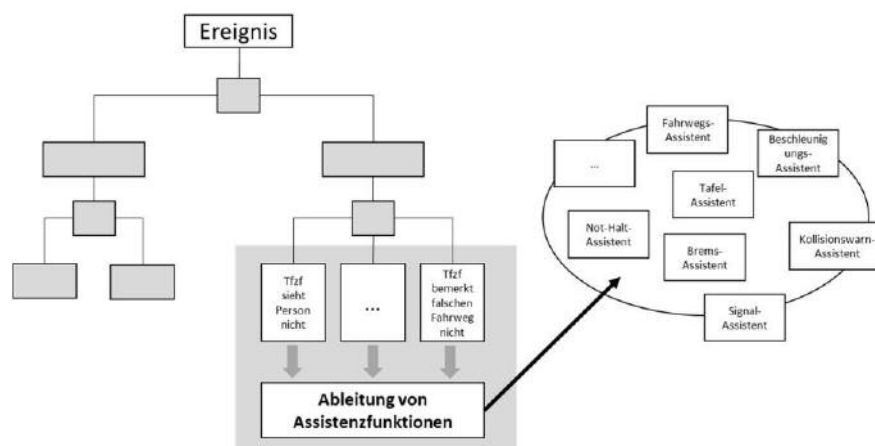 Ereignis
Tfzf
sieht
Person
nicht
...
Tfzf
bemerkt
falschen
Fahrweg
nicht
Ableitung von
Assistenzfunktionen
Fahrwegs-
Assistent
Beschleunig
ungs-
Assistent
...
Tafel-
Assistent
Not-Halt-
Assistent
Brems-
Assistent
Kollisionswarn-
Assistent
Signal-
Assistent